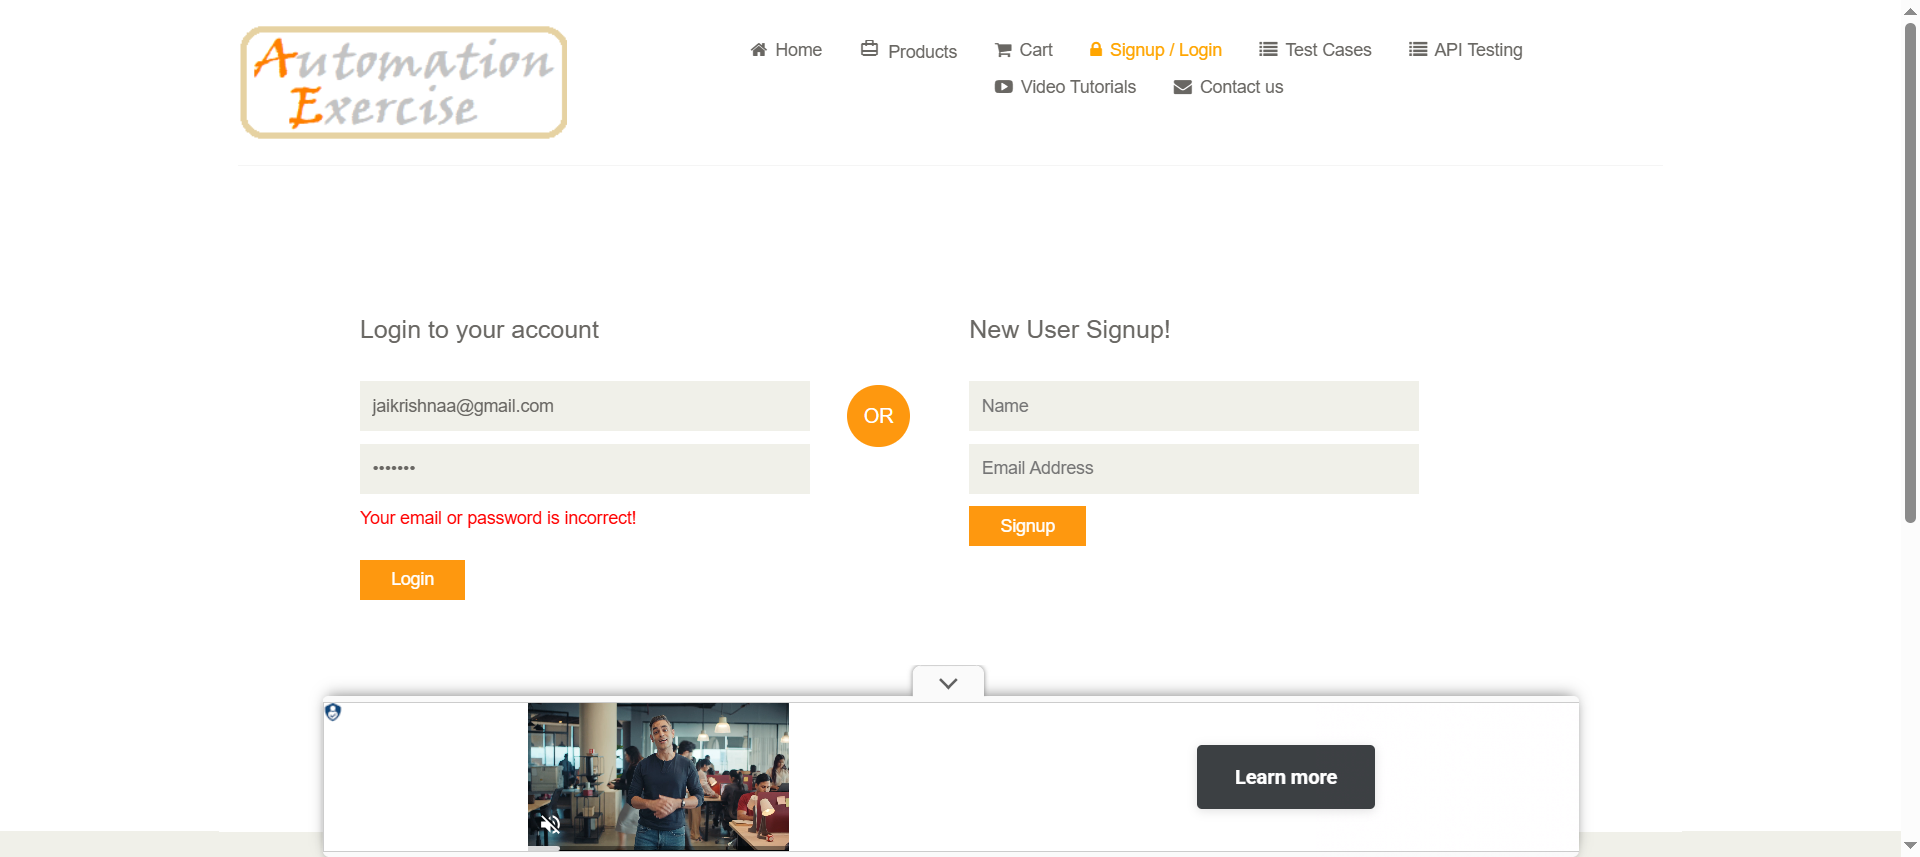 Automation
Exercise
Home
Products
Cart
Signup / Login
Test Cases
API Testing
Video Tutorials
Contact us
Login to your account
New User Signup!
jaikrishnaa@gmail.com
OR
Name
•••••••
Email Address
Your email or password is incorrect!
Signup
Login
Learn more